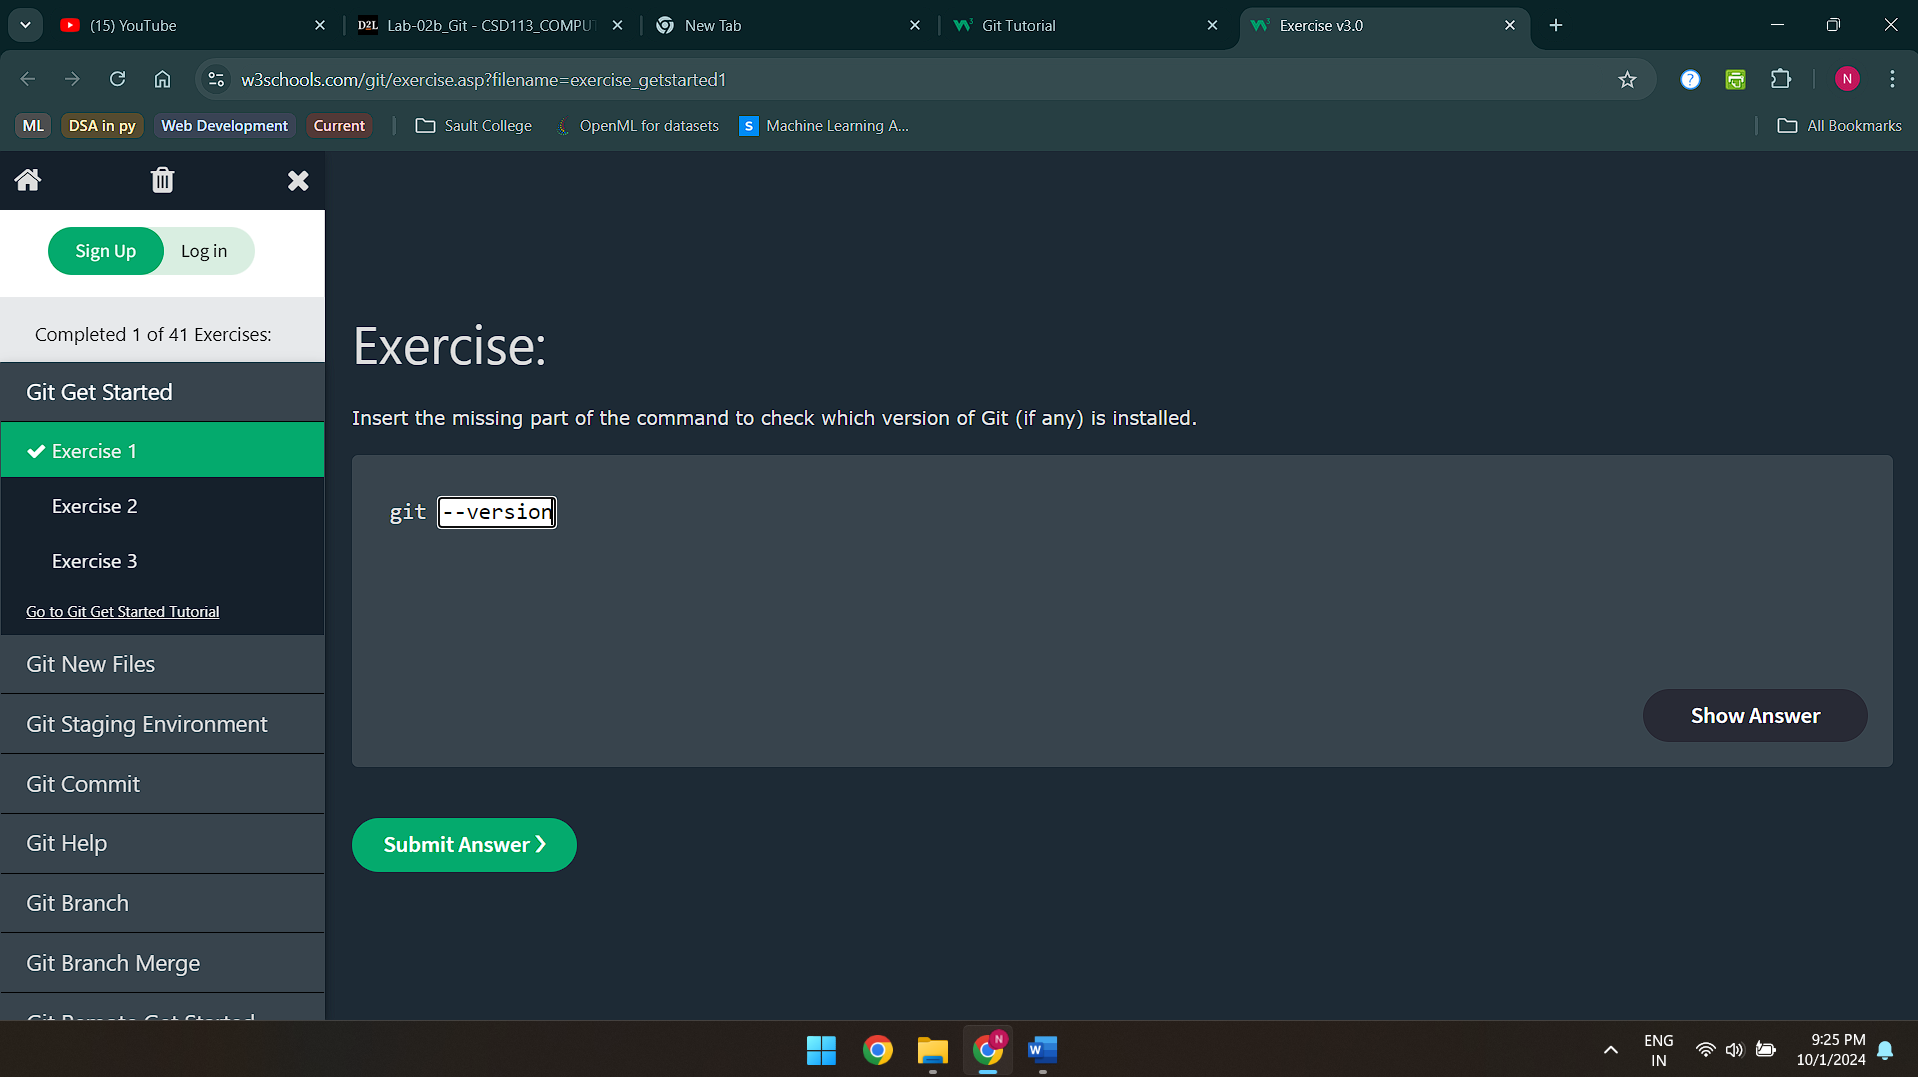 (15) YouTube
D2L Lab-02b_Git - CSD113_COMPUT
New Tab
Git Tutorial
Exercise v3.0
w3schools.com/git/exercise.asp?filename=exercise_getstarted1
N
ML
DSA in py
Web Development
Current
Sault College
OpenML for datasets
S Machine Learning A...
All Bookmarks
Sign Up
Log in
Completed 1 of 41 Exercises:
Git Get Started
Exercise 1
Exercise 2
Exercise 3
Go to Git Get Started Tutorial
Git New Files
Git Staging Environment
Git Commit
Git Help
Git Branch
Git Branch Merge
Git Remote Get Started
Exercise:
Insert the missing part of the command to check which version of Git (if any) is installed.
git --version
Show Answer
Submit Answer ❯
N
W
ENG
IN
9:25 PM
10/1/2024